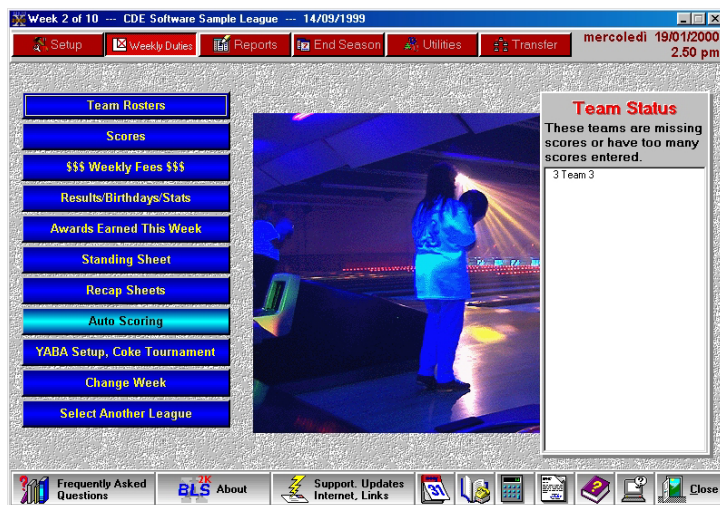 Week 2 of 10 --- CDE Software Sample League --- 14/09/1999
Setup
Weekly Duties
Reports
End Season
Utilities
Transfer
mercoledì 19/01/2000
2.50 pm
Team Rosters
Scores
$$$ Weekly Fees $$$
Results/Birthdays/Stats
Awards Earned This Week
Standing Sheet
Recap Sheets
Auto Scoring
YABA Setup, Coke Tournament
Change Week
Select Another League
Team Status
These teams are missing
scores or have too many
scores entered.
3 Team 3
Frequently Asked
Questions
BLS 2K
About
Support, Updates
Internet, Links
31
Close